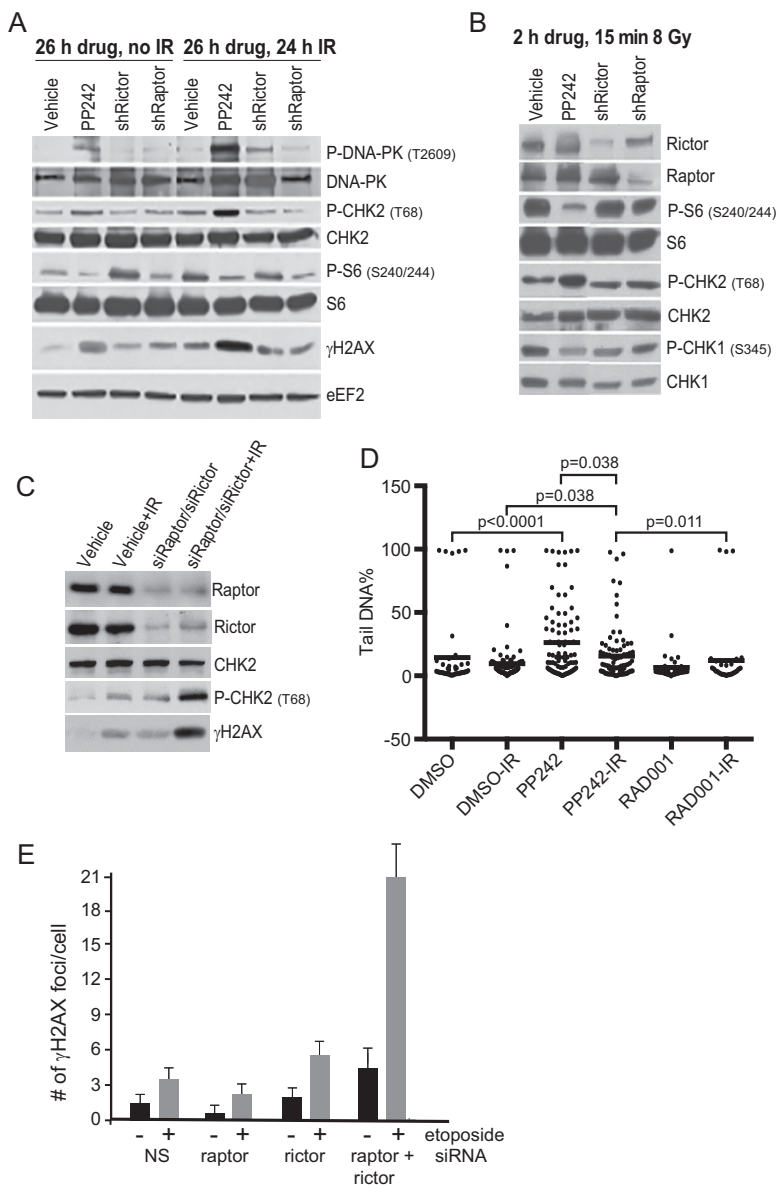 A
26 h drug, no IR
26 h drug, 24 h IR
Vehicle
PP242
shRictor
shRaptor
Vehicle
PP242
shRictor
shRaptor
P-DNA-PK (T2609)
DNA-PK
P-CHK2 (T68)
CHK2
P-S6 (S240/244)
S6
γH2AX
eEF2
B
2 h drug, 15 min 8 Gy
Vehicle
PP242
shRictor
shRaptor
Rictor
Raptor
P-S6 (S240/244)
S6
P-CHK2 (T68)
CHK2
P-CHK1 (S345)
CHK1
C
Vehicle
Vehicle+IR
siRaptor/siRictor
siRaptor/siRictor+IR
Raptor
Rictor
CHK2
P-CHK2 (T68)
γH2AX
D
p=0.038
p=0.038
p<0.0001
p=0.011
Tail DNA%
150
100
50
0
-50
DMSO
DMSO-IR
PP242
PP242-IR
RAD001
RAD001-IR
E
# of γH2AX foci/cell
21
18
15
12
9
6
3
0
- + - + - + - + etoposide
NS raptor rictor raptor + rictor siRNA